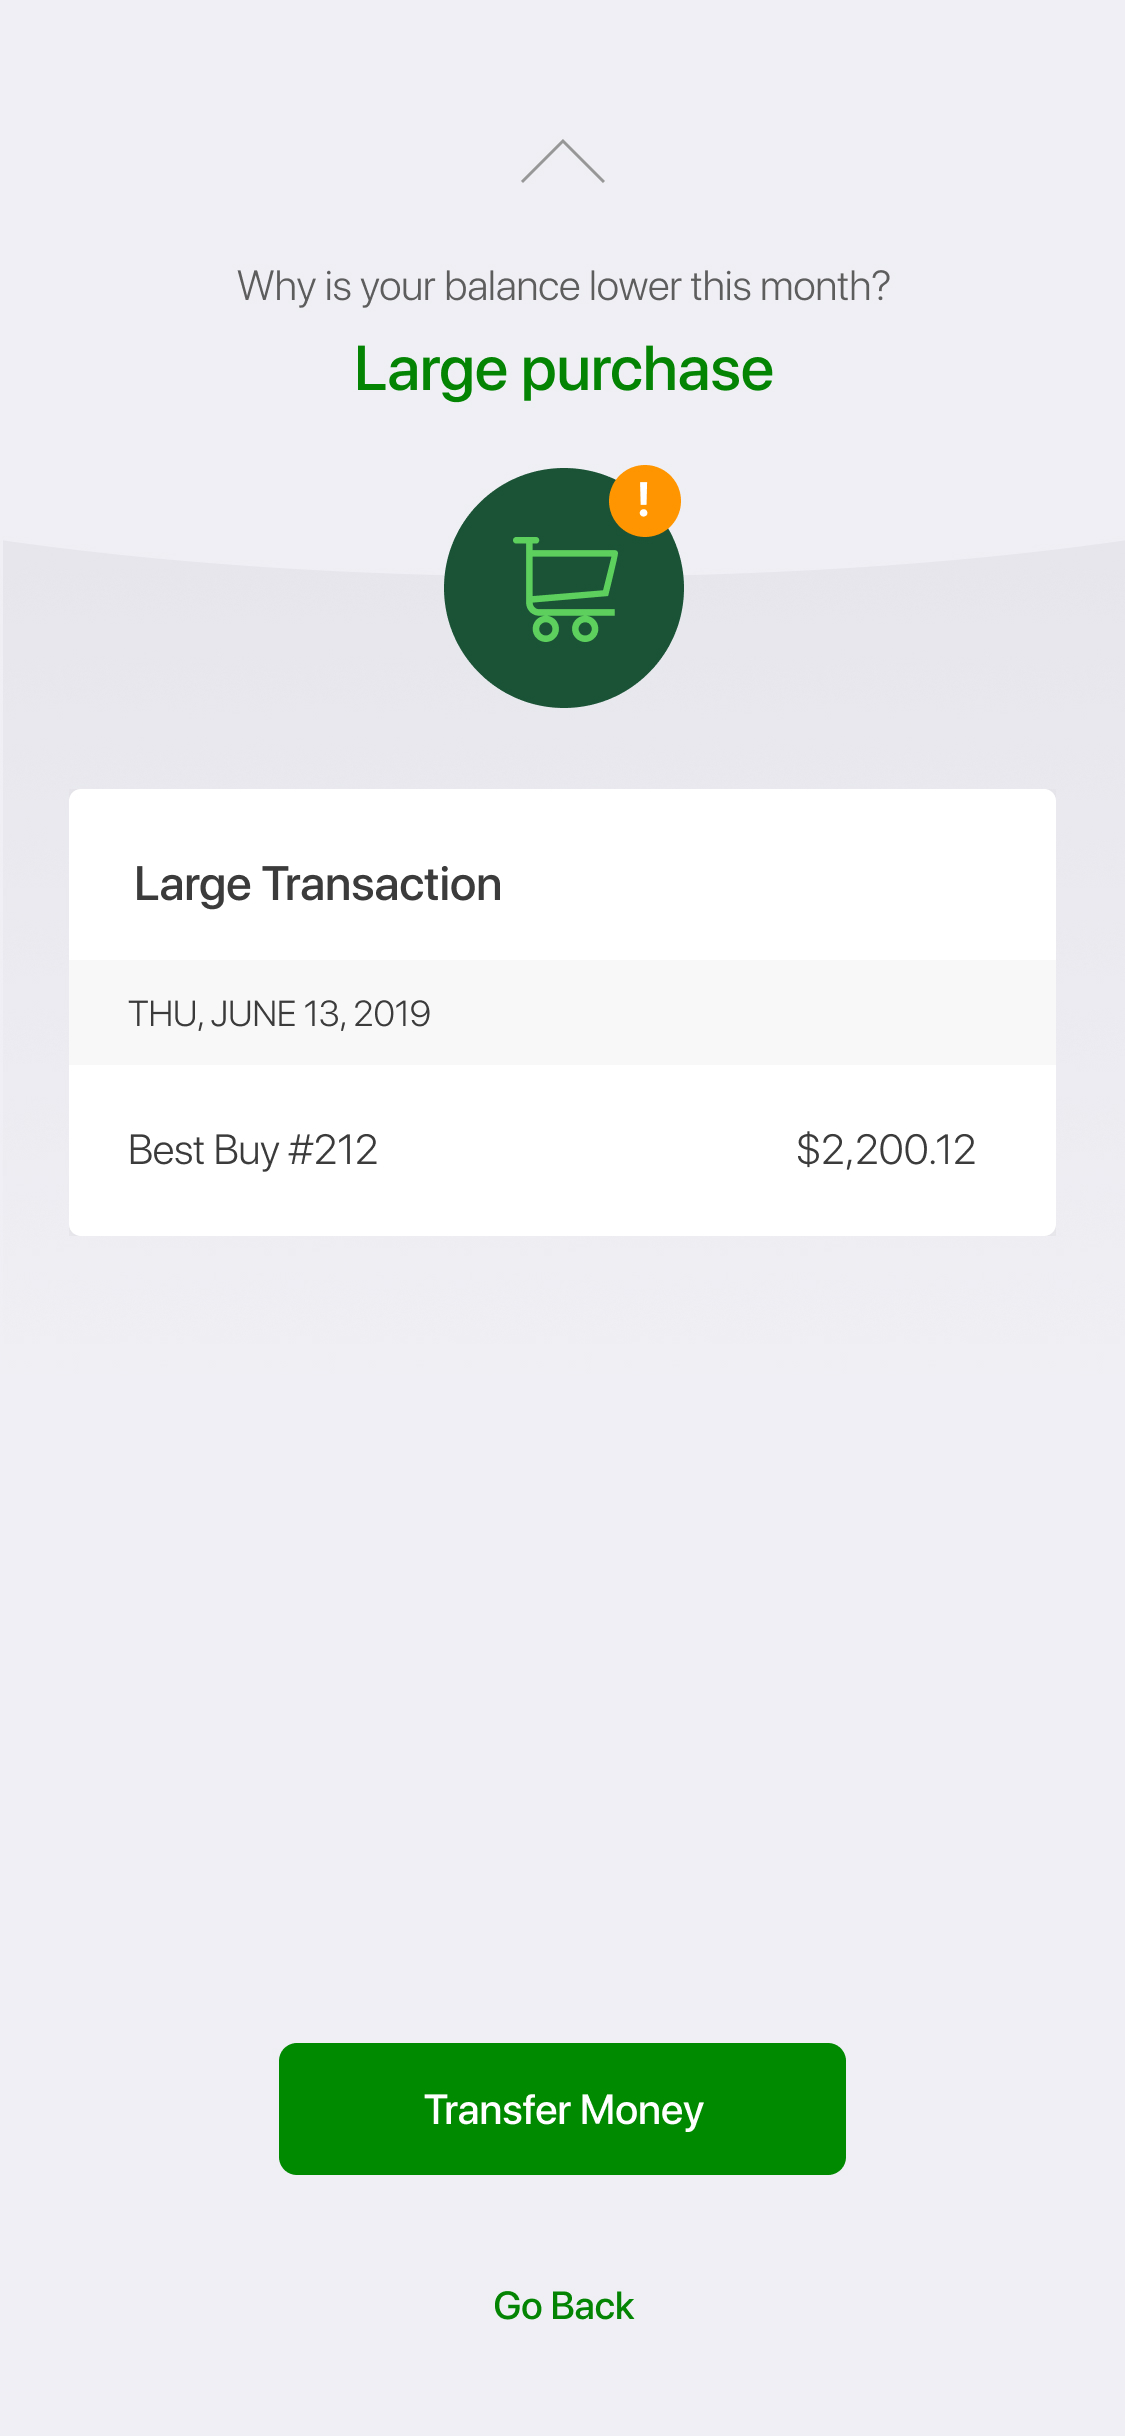 Why is your balance lower this month?
Large purchase
!
Large Transaction
THU, JUNE 13, 2019
Best Buy #212 $2,200.12
Transfer Money
Go Back